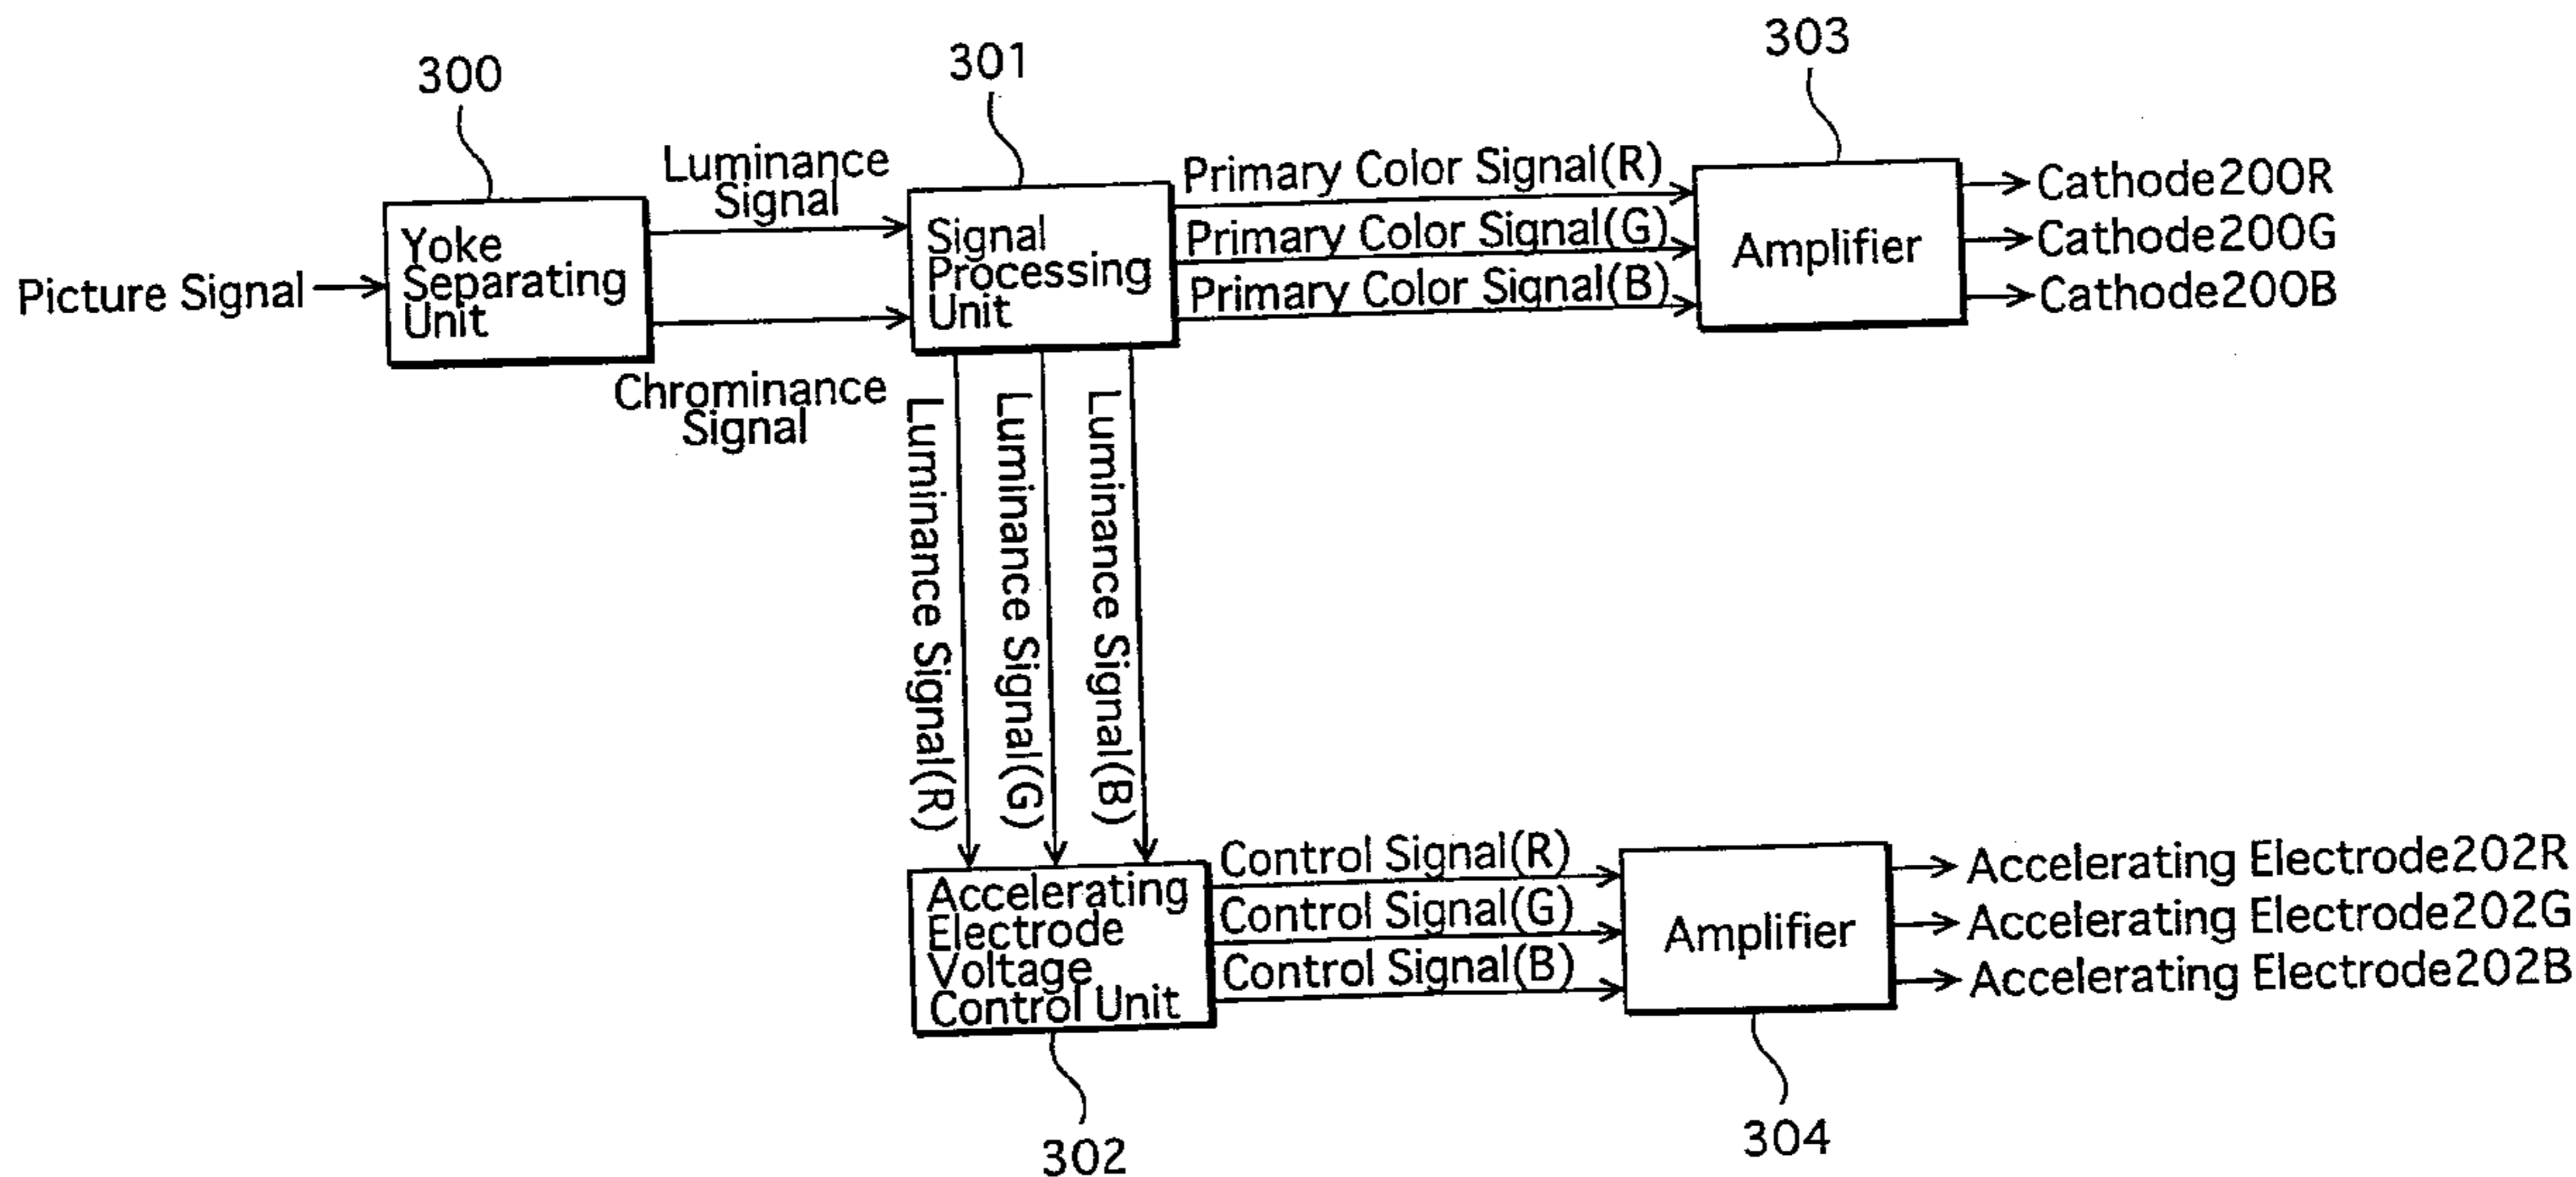 303
301
300
Luminance
Signal
Primary Color Signal(R)
Primary Color Signal(G)
Primary Color Signal(B)
Cathode200R
Cathode200G
Cathode200B
Picture Signal
Yoke
Separating
Unit
Signal
Processing
Unit
Amplifier
Chrominance
Signal
Luminance Signal(R)
Luminance Signal(G)
Luminance Signal(B)
Accelerating
Electrode
Voltage
Control Unit
Control Signal(R)
Control Signal(G)
Control Signal(B)
Amplifier
Accelerating Electrode202R
Accelerating Electrode202G
Accelerating Electrode202B
302
304